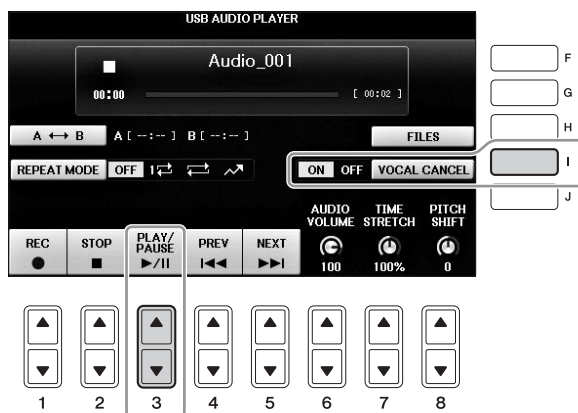 USB AUDIO PLAYER
Audio_001
00:00 [ 00:02 ]
A ↔ B A [ --:-- ] B [ --:-- ] FILES
REPEAT MODE OFF 1 ON OFF VOCAL CANCEL
AUDIO VOLUME TIME STRETCH PITCH SHIFT
REC STOP PLAY/PAUSE PREV NEXT 100 100% 0
F
G
H
I
J
1 2 3 4 5 6 7 8